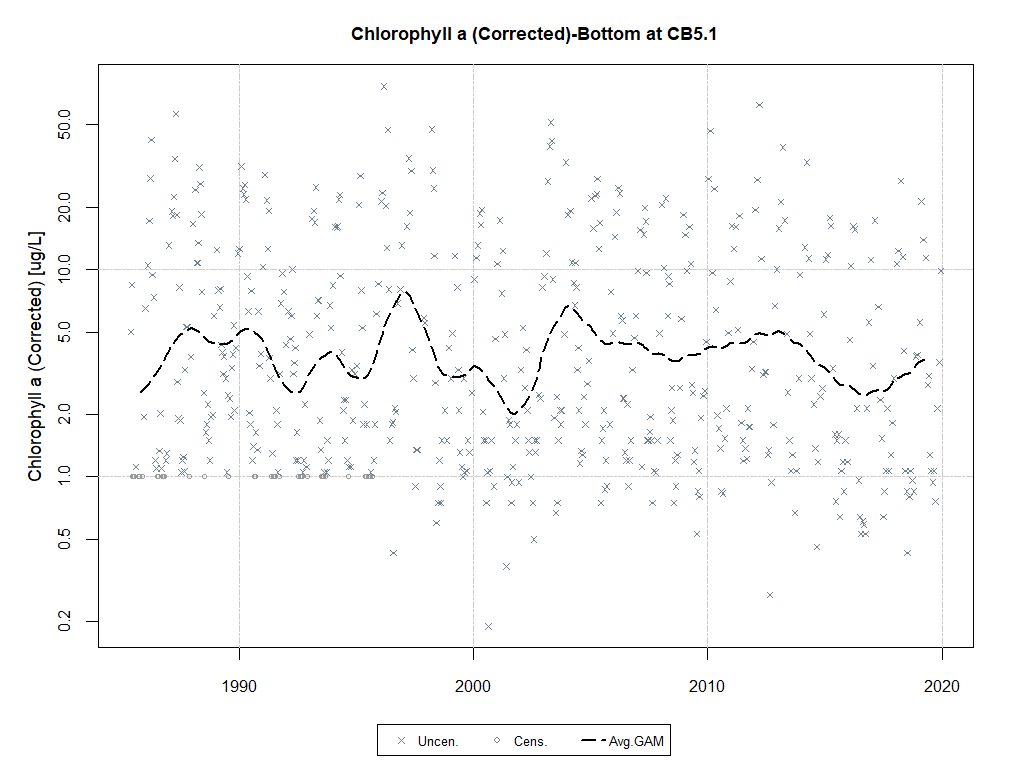 Chlorophyll a (Corrected)-Bottom at CB5.1
Chlorophyll a (Corrected) [ug/L]
50.0
20.0
10.0
5.0
2.0
1.0
0.5
0.2
1990 2000 2010 2020
Uncen. Cens. Avg.GAM